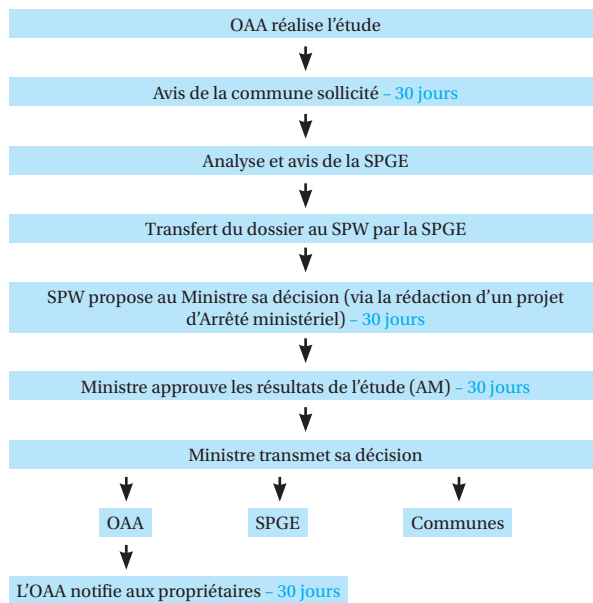 OAA réalise l'étude
Avis de la commune sollicité – 30 jours
Analyse et avis de la SPGE
Transfert du dossier au SPW par la SPGE
SPW propose au Ministre sa décision (via la rédaction d'un projet
d'Arrêté ministériel) – 30 jours
Ministre approuve les résultats de l'étude (AM) – 30 jours
Ministre transmet sa décision
OAA
SPGE
Communes
L'OAA notifie aux propriétaires – 30 jours